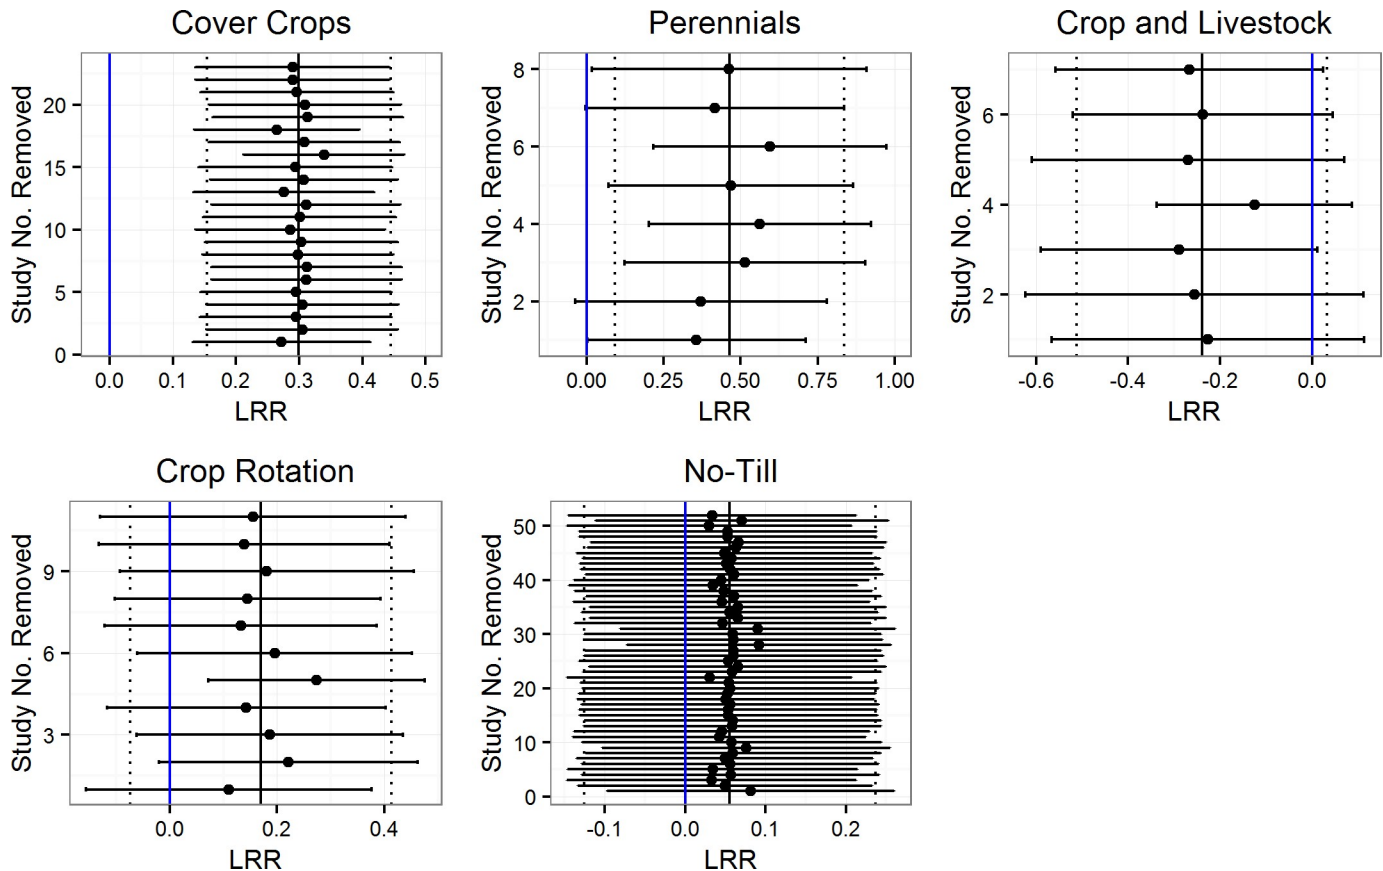 Cover Crops
Study No. Removed
20
15
10
5
0
0.0 0.1 0.2 0.3 0.4 0.5
LRR
Perennials
Study No. Removed
8
6
4
2
0.00 0.25 0.50 0.75 1.00
LRR
Crop and Livestock
Study No. Removed
6
4
2
-0.6 -0.4 -0.2 0.0
LRR
Crop Rotation
Study No. Removed
9
6
3
0.0 0.2 0.4
LRR
No-Till
Study No. Removed
50
40
30
20
10
0
-0.1 0.0 0.1 0.2
LRR